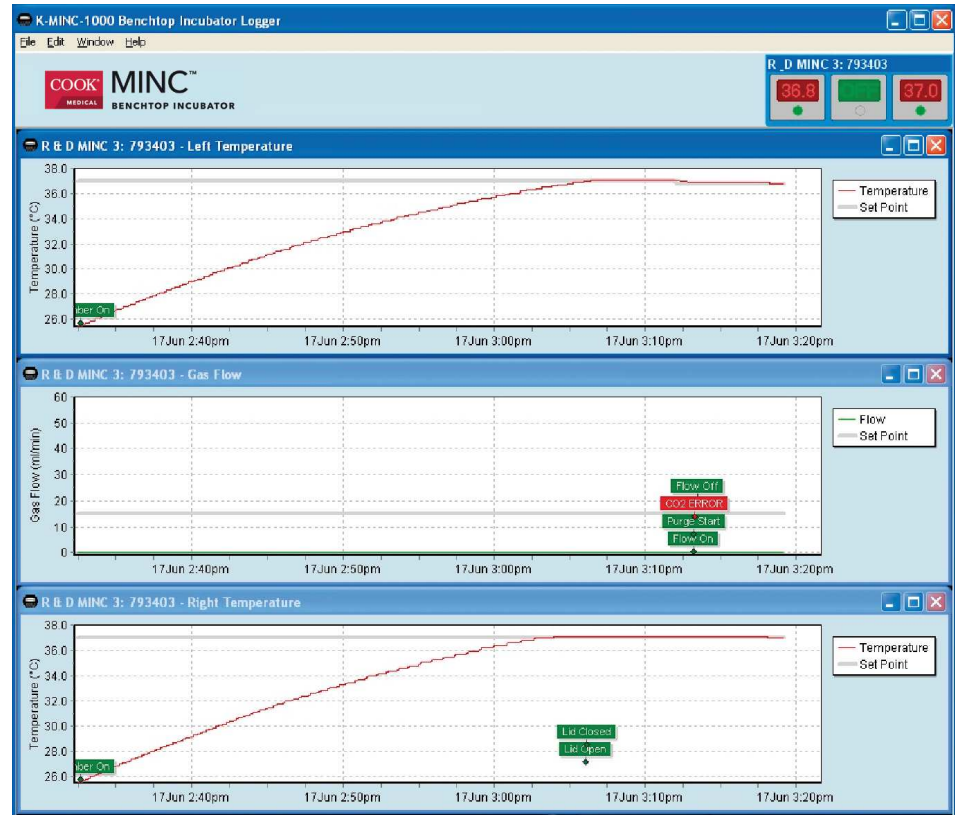 K-MINC-1000 Benchtop Incubator Logger
File Edit Window Help
COOK®
MEDICAL
MINC™
BENCHTOP INCUBATOR
R_D MINC 3: 793403
36.8
37.0
R & D MINC 3: 793403 - Left Temperature
Temperature (°C)
38.0
36.0
34.0
32.0
30.0
28.0
26.0
nber On
17Jun 2:40pm 17Jun 2:50pm 17Jun 3:00pm 17Jun 3:10pm 17Jun 3:20pm
Temperature
Set Point
R & D MINC 3: 793403 - Gas Flow
Gas Flow (ml/min)
60
50
40
30
20
10
0
Flow Off
CO2 ERROR
Purge Start
Flow On
17Jun 2:40pm 17Jun 2:50pm 17Jun 3:00pm 17Jun 3:10pm 17Jun 3:20pm
Flow
Set Point
R & D MINC 3: 793403 - Right Temperature
Temperature (°C)
38.0
36.0
34.0
32.0
30.0
28.0
26.0
nber On
Lid Closed
Lid Open
17Jun 2:40pm 17Jun 2:50pm 17Jun 3:00pm 17Jun 3:10pm 17Jun 3:20pm
Temperature
Set Point